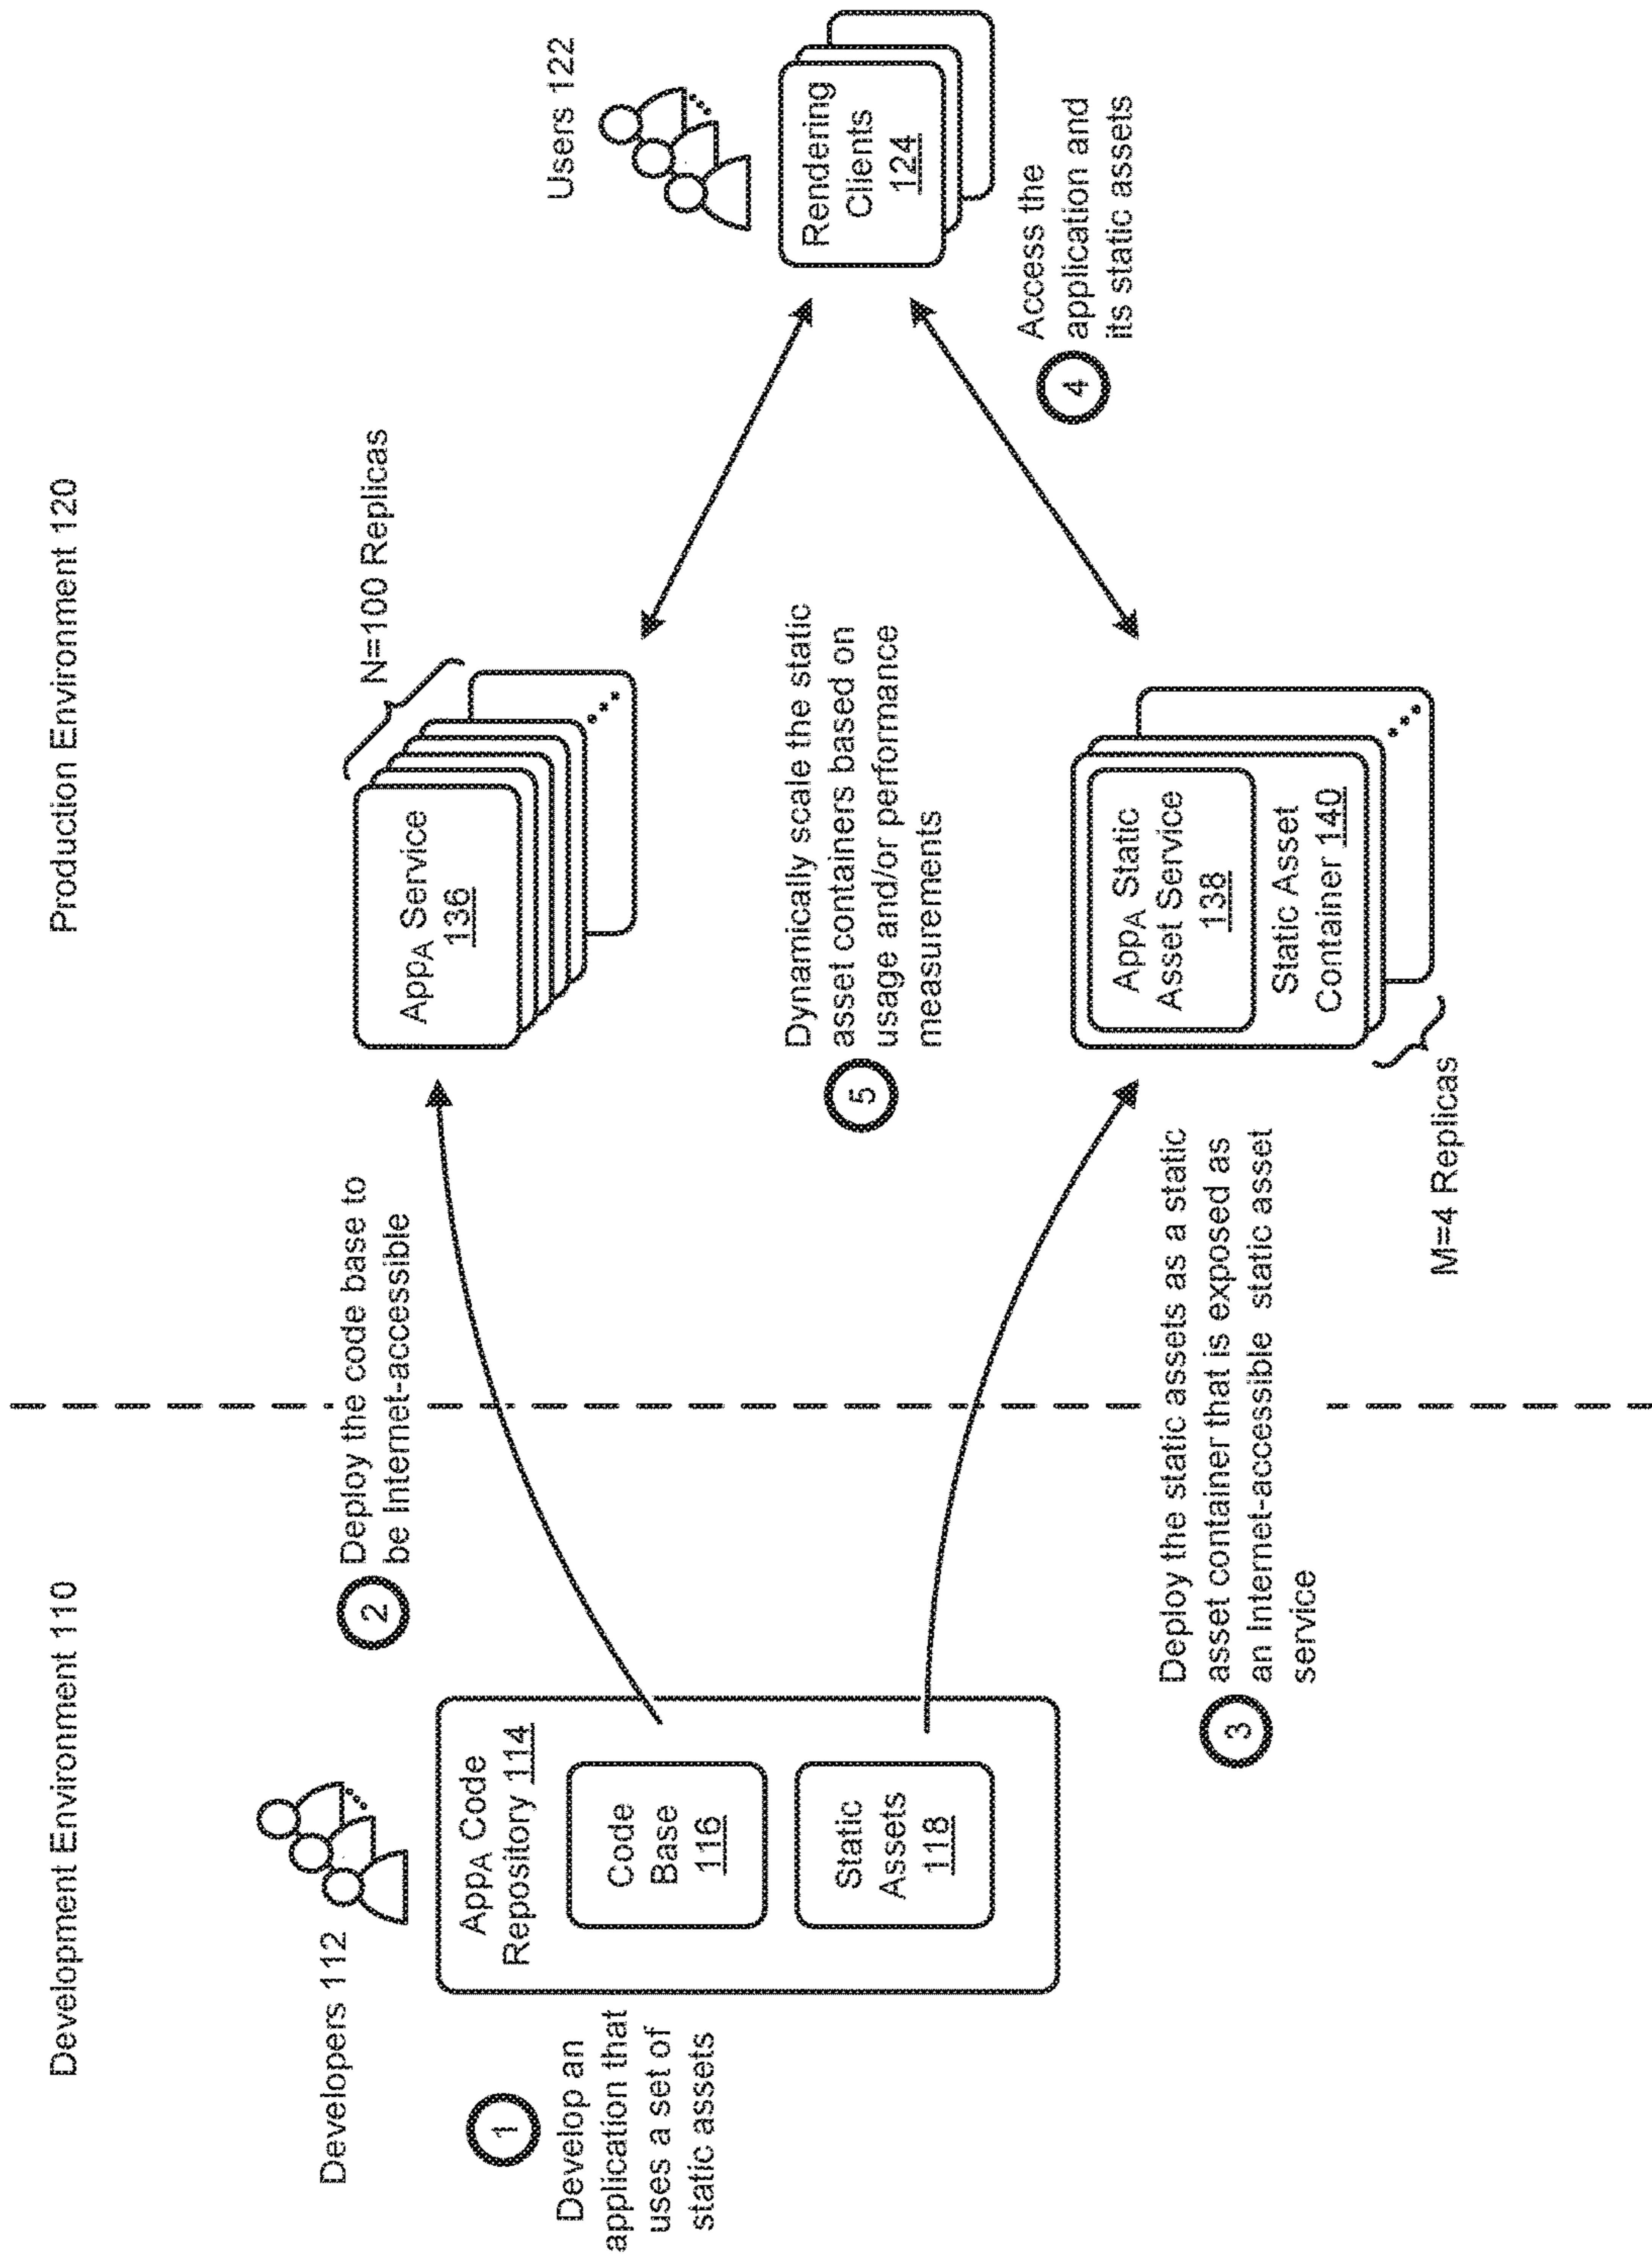 Development Environment 110
Production Environment 120
Developers 112
1
Develop an
application that
uses a set of
static assets
AppA Code
Repository 114
Code
Base
116
Static
Assets
118
2
Deploy the code base to
be Internet-accessible
3
Deploy the static assets as a static
asset container that is exposed as
an Internet-accessible static asset
service
N=100 Replicas
AppA Service
136
5
Dynamically scale the static
asset containers based on
usage and/or performance
measurements
AppA Static
Asset Service
138
Static Asset
Container 140
M=4 Replicas
Users 122
Rendering
Clients
124
4
Access the
application and
its static assets